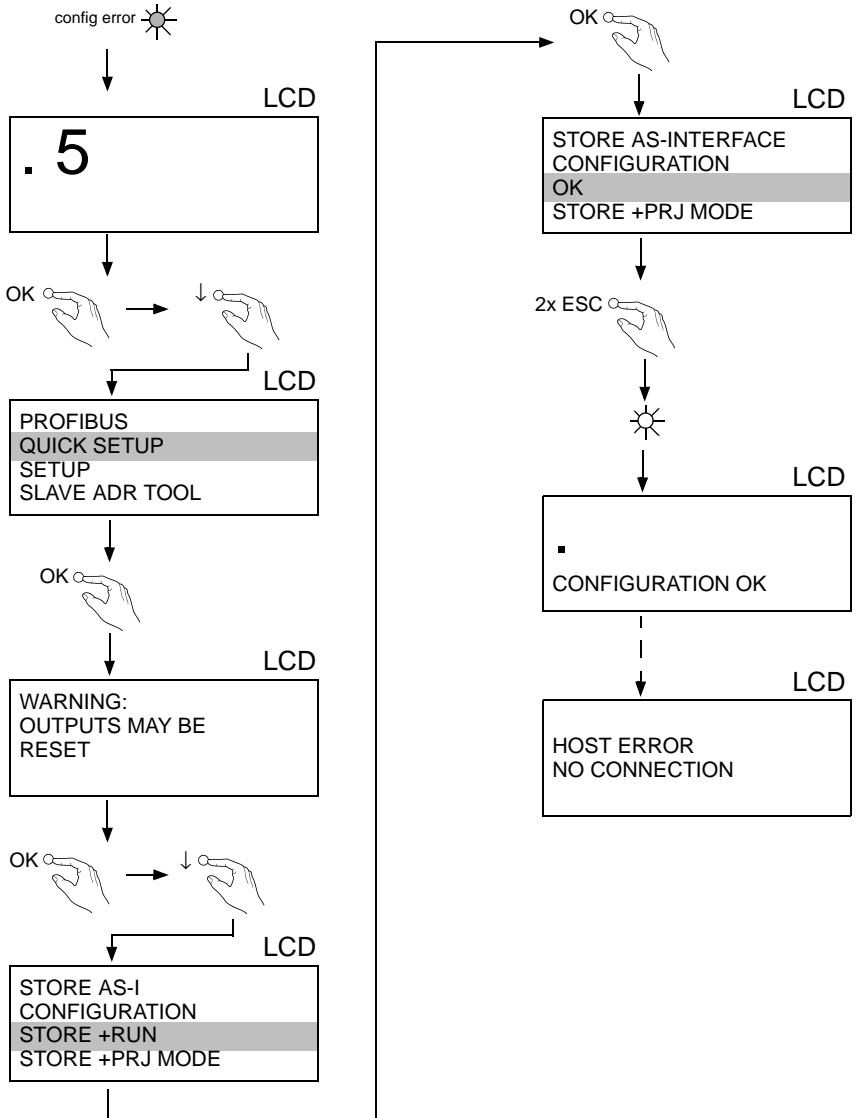 config error
LCD
. 5
OK ↓
LCD
PROFIBUS
QUICK SETUP
SETUP
SLAVE ADR TOOL
OK
LCD
WARNING:
OUTPUTS MAY BE
RESET
OK ↓
LCD
STORE AS-I
CONFIGURATION
STORE +RUN
STORE +PRJ MODE
OK
LCD
STORE AS-INTERFACE
CONFIGURATION
OK
STORE +PRJ MODE
2x ESC
LCD
.
CONFIGURATION OK
LCD
HOST ERROR
NO CONNECTION